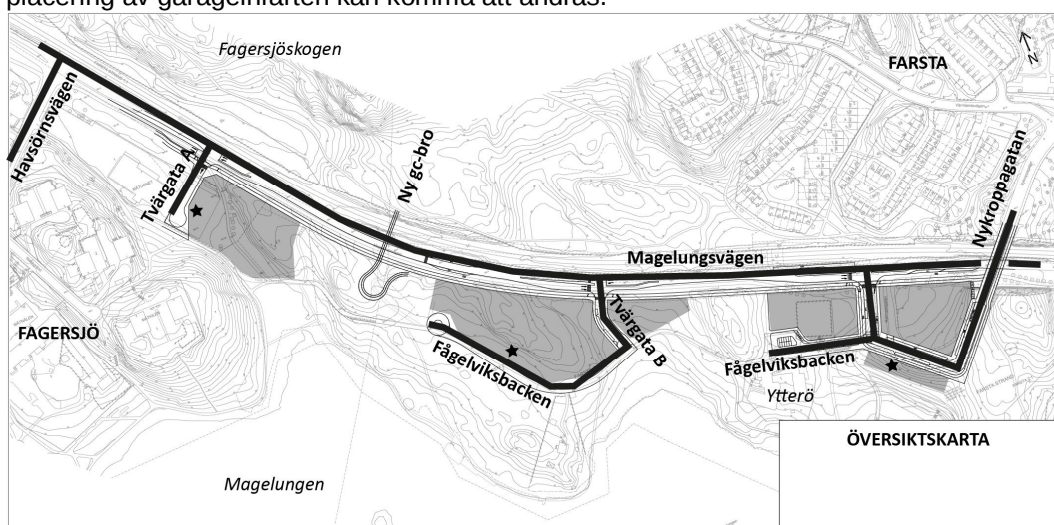 placering av garageinfarten kan komma att ändras.
Fagersjöskogen
FARSTA
N
Havsörnsvägen
Tvärgata A
Ny gc-bro
Nykroppagatan
Magelungsvägen
FAGERSJÖ
Tvärgata B
Fågelviksbacken
Fågelviksbacken
Ytterö
ÖVERSIKTSKARTA
Magelungen